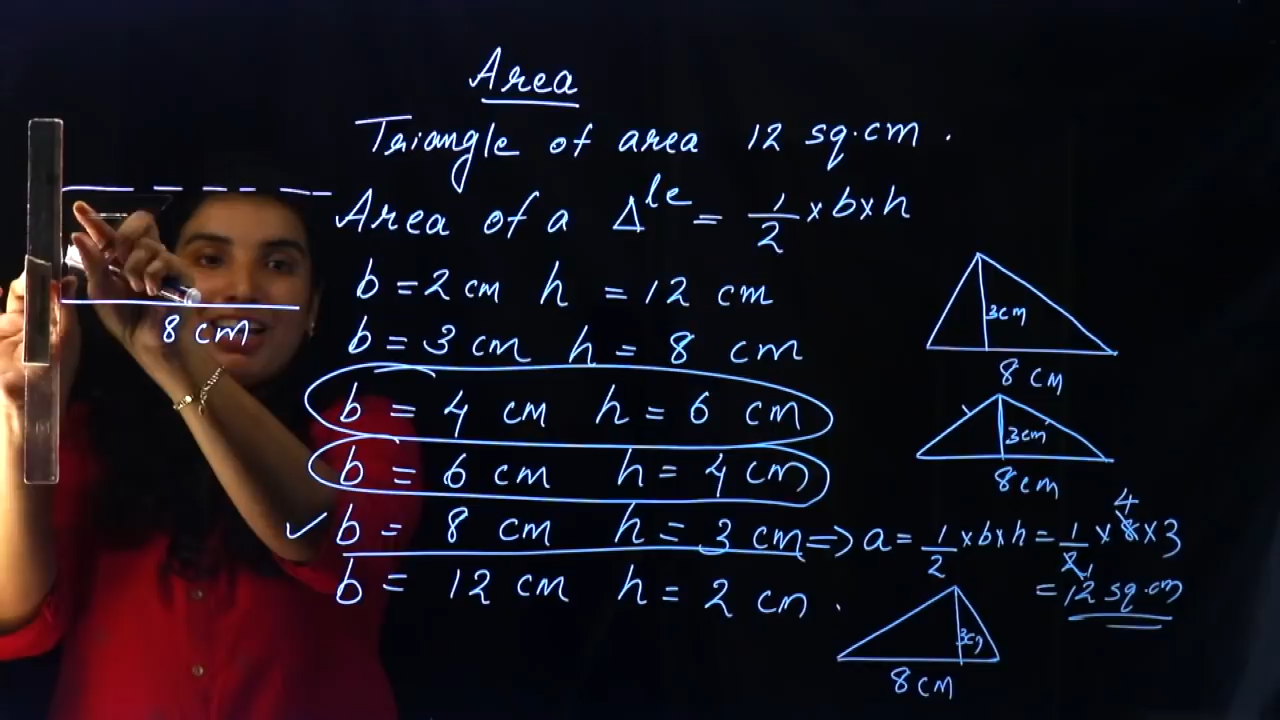 Area
Triangle of area 12 sq.cm.
Area of a Δle = 1/2 × b × h
b = 2 cm h = 12 cm
b = 3 cm h = 8 cm
b = 4 cm h = 6 cm
b = 6 cm h = 4 cm
✓ b = 8 cm h = 3 cm => a = 1/2 × b × h = 1/2 × 8 × 3
4
1
= 12 sq.cm
b = 12 cm h = 2 cm.
8 cm
3cm
8 cm
3cm
8cm
3cm
8 cm